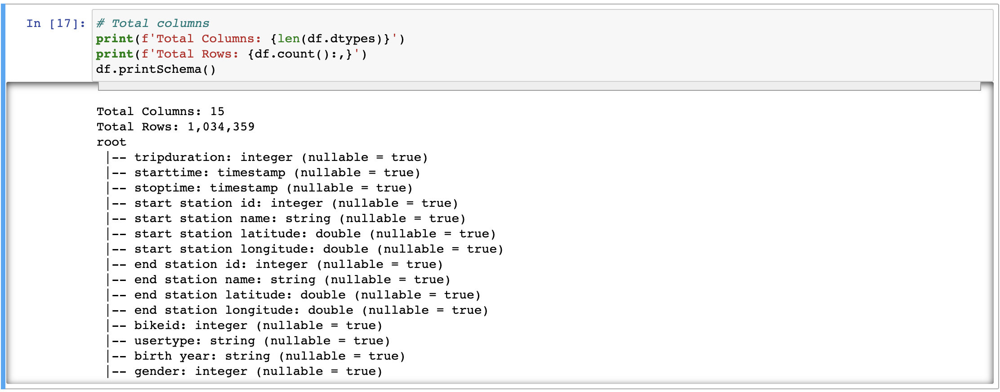 In [17]:
# Total columns
print(f'Total Columns: {len(df.dtypes)}')
print(f'Total Rows: {df.count():,}')
df.printSchema()
Total Columns: 15
Total Rows: 1,034,359
root
 |-- tripduration: integer (nullable = true)
 |-- starttime: timestamp (nullable = true)
 |-- stoptime: timestamp (nullable = true)
 |-- start station id: integer (nullable = true)
 |-- start station name: string (nullable = true)
 |-- start station latitude: double (nullable = true)
 |-- start station longitude: double (nullable = true)
 |-- end station id: integer (nullable = true)
 |-- end station name: string (nullable = true)
 |-- end station latitude: double (nullable = true)
 |-- end station longitude: double (nullable = true)
 |-- bikeid: integer (nullable = true)
 |-- usertype: string (nullable = true)
 |-- birth year: string (nullable = true)
 |-- gender: integer (nullable = true)